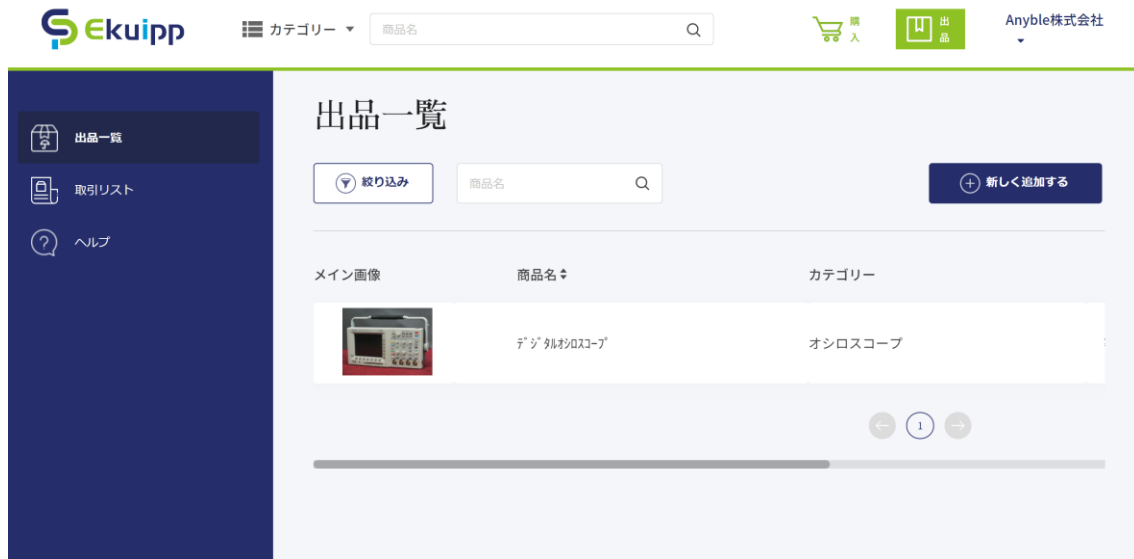 Ekuipp
カテゴリー
商品名
購入
出品
Anyble株式会社
出品一覧
取引リスト
ヘルプ
出品一覧
絞り込み
商品名
新しく追加する
メイン画像
商品名
カテゴリー
ﾃﾞｼﾞﾀﾙｵｼﾛｽｺｰﾌﾟ
オシロスコープ
1